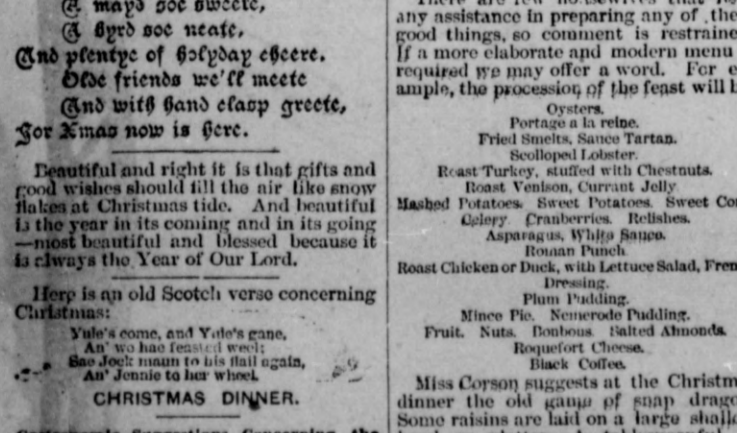 A mayd soe sweete,
A byrd soe neate,
And plentye of holyday cheere.
Olde friends we'll meete
And with hand clasp greete,
For Xmas now is here.
Beautiful and right it is that gifts and
good wishes should fill the air like snow
flakes at Christmas tide. And beautiful
is the year in its coming and in its going
—most beautiful and blessed because it
is always the Year of Our Lord.
Here is an old Scotch verse concerning
Christmas:
Yule's come, and Yule's gane,
An' we hae feasted weel;
Sae Jock maun to his flail again,
An' Jennie to her wheel.
CHRISTMAS DINNER.
any assistance in preparing any of the
good things, so comment is restraine
If a more elaborate and modern menu
required we may offer a word. For e
ample, the procession of the feast will b
Oysters.
Portage a la reine.
Fried Smelts, Sauce Tartan.
Scolloped Lobster.
Roast Turkey, stuffed with Chestnuts.
Roast Venison, Currant Jelly
Mashed Potatoes. Sweet Potatoes. Sweet Co
Celery Cranberries. Relishes.
Asparagus, White Sauce.
Roman Punch
Roast Chicken or Duck, with Lettuce Salad, Fren
Dressing.
Plum Pudding.
Mince Pie. Nemerode Pudding.
Fruit. Nuts. Bonbons. Salted Almonds.
Roquefort Cheese.
Black Coffee.
Miss Corson suggests at the Christm
dinner the old game of snap drago
Some raisins are laid on a large shall